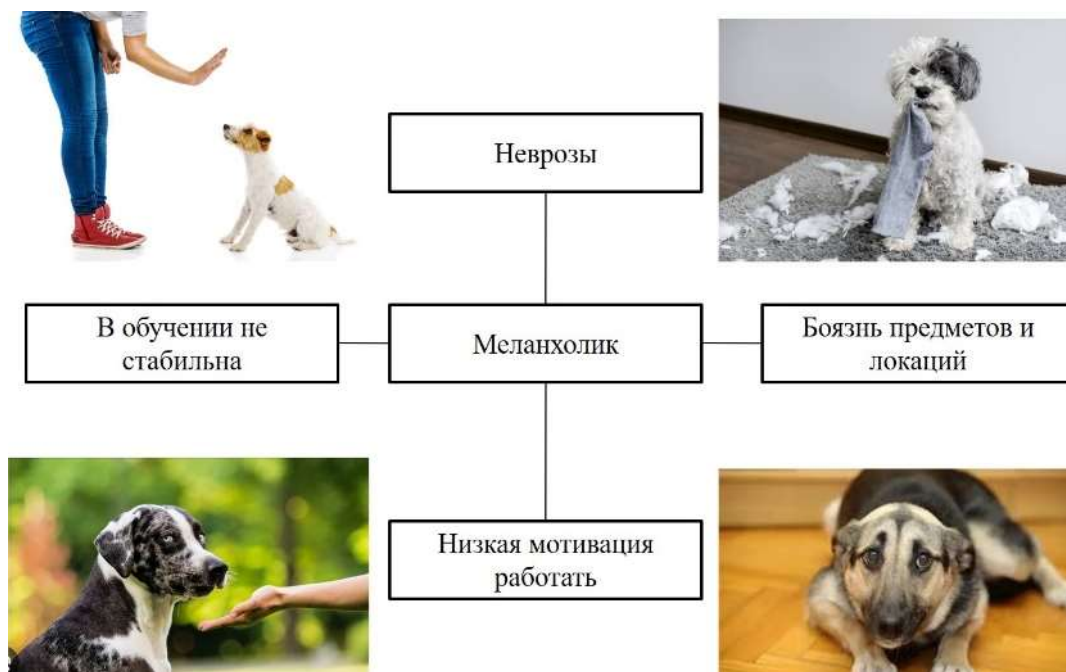 Неврозы
В обучении не
стабильна
Меланхолик
Боязнь предметов и
локаций
Низкая мотивация
работать